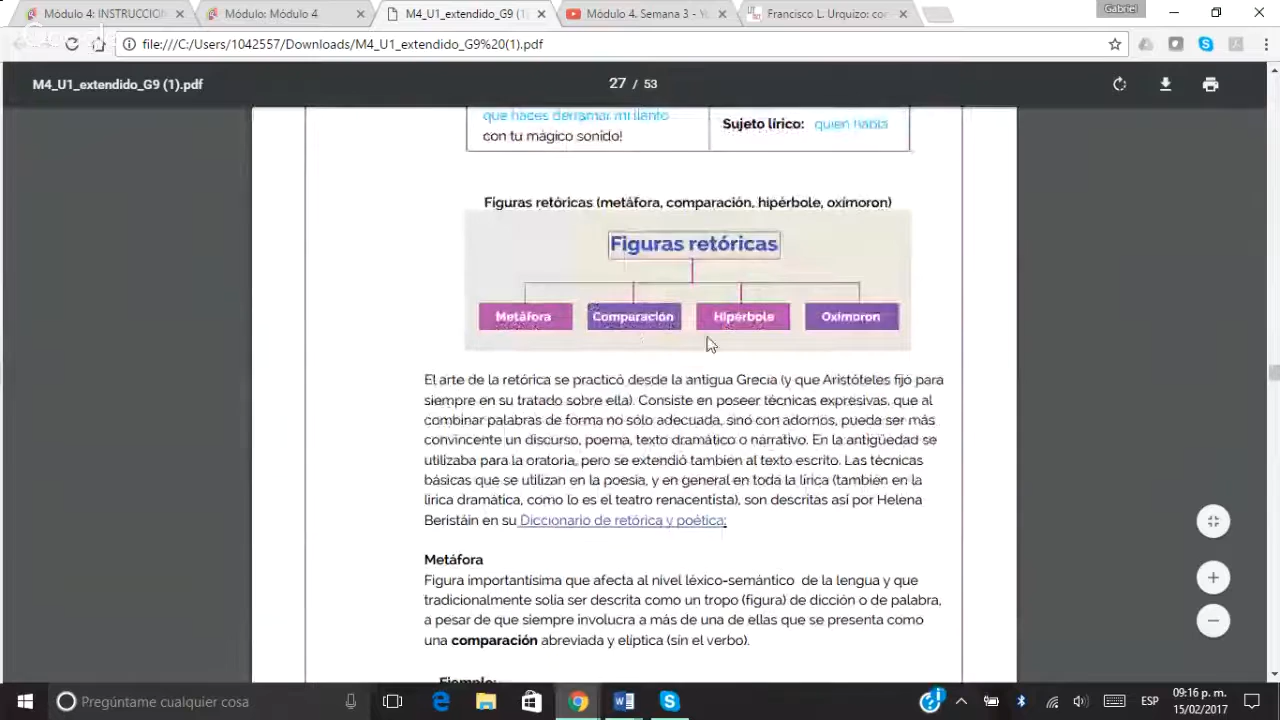 Módulo 4: INSTRUCCION
Módulo: Módulo 4
M4_U1_extendido_G9 (1)
Módulo 4. Semana 3 - Y
Francisco L. Urquizo: co
Gabriel
file:///C:/Users/1042557/Downloads/M4_U1_extendido_G9%20(1).pdf
M4_U1_extendido_G9 (1).pdf
27 / 53
que haces derramar mi llanto
con tu mágico sonido!
Sujeto lírico: quien habla
Figuras retóricas (metáfora, comparación, hipérbole, oxímoron)
Figuras retóricas
Metáfora
Comparación
Hipérbole
Oxímoron
El arte de la retórica se practicó desde la antigua Grecia (y que Aristóteles fijó para
siempre en su tratado sobre ella). Consiste en poseer técnicas expresivas, que al
combinar palabras de forma no sólo adecuada, sino con adornos, pueda ser más
convincente un discurso, poema, texto dramático o narrativo. En la antigüedad se
utilizaba para la oratoria, pero se extendió también al texto escrito. Las técnicas
básicas que se utilizan en la poesía, y en general en toda la lírica (también en la
lírica dramática, como lo es el teatro renacentista), son descritas así por Helena
Beristáin en su Diccionario de retórica y poética:
Metáfora
Figura importantísima que afecta al nivel léxico-semántico de la lengua y que
tradicionalmente solía ser descrita como un tropo (figura) de dicción o de palabra,
a pesar de que siempre involucra a más de una de ellas que se presenta como
una comparación abreviada y elíptica (sin el verbo).
Ejemplo:
Pregúntame cualquier cosa
ESP
09:16 p. m.
15/02/2017